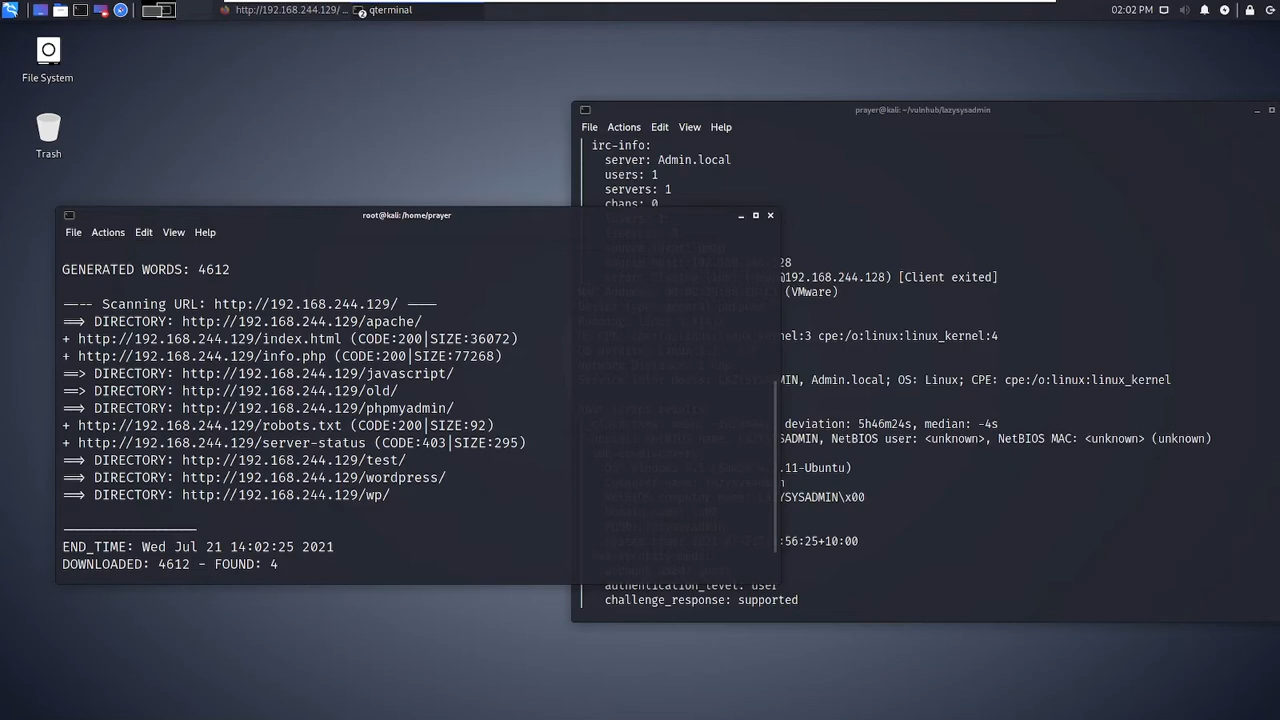 http://192.168.244.129/ ...
2
qterminal
02:02 PM
File System
Trash
prayer@kali: ~/vulnhub/lazysysadmin
File Actions Edit View Help
irc-info:
server: Admin.local
users: 1
servers: 1
chans: 0
@192.168.244.128) [Client exited]
(VMware)
nel:3 cpe:/o:linux:linux_kernel:4
MIN, Admin.local; OS: Linux; CPE: cpe:/o:linux:linux_kernel
deviation: 5h46m24s, median: -4s
SADMIN, NetBIOS user: <unknown>, NetBIOS MAC: <unknown> (unknown)
.11-Ubuntu)
YSYSADMIN\x00
:56:25+10:00
authentication_level: user
challenge_response: supported
root@kali: /home/prayer
File Actions Edit View Help
GENERATED WORDS: 4612
---- Scanning URL: http://192.168.244.129/ ----
==> DIRECTORY: http://192.168.244.129/apache/
+ http://192.168.244.129/index.html (CODE:200|SIZE:36072)
+ http://192.168.244.129/info.php (CODE:200|SIZE:77268)
==> DIRECTORY: http://192.168.244.129/javascript/
==> DIRECTORY: http://192.168.244.129/old/
==> DIRECTORY: http://192.168.244.129/phpmyadmin/
+ http://192.168.244.129/robots.txt (CODE:200|SIZE:92)
+ http://192.168.244.129/server-status (CODE:403|SIZE:295)
==> DIRECTORY: http://192.168.244.129/test/
==> DIRECTORY: http://192.168.244.129/wordpress/
==> DIRECTORY: http://192.168.244.129/wp/
-----------------
END_TIME: Wed Jul 21 14:02:25 2021
DOWNLOADED: 4612 - FOUND: 4